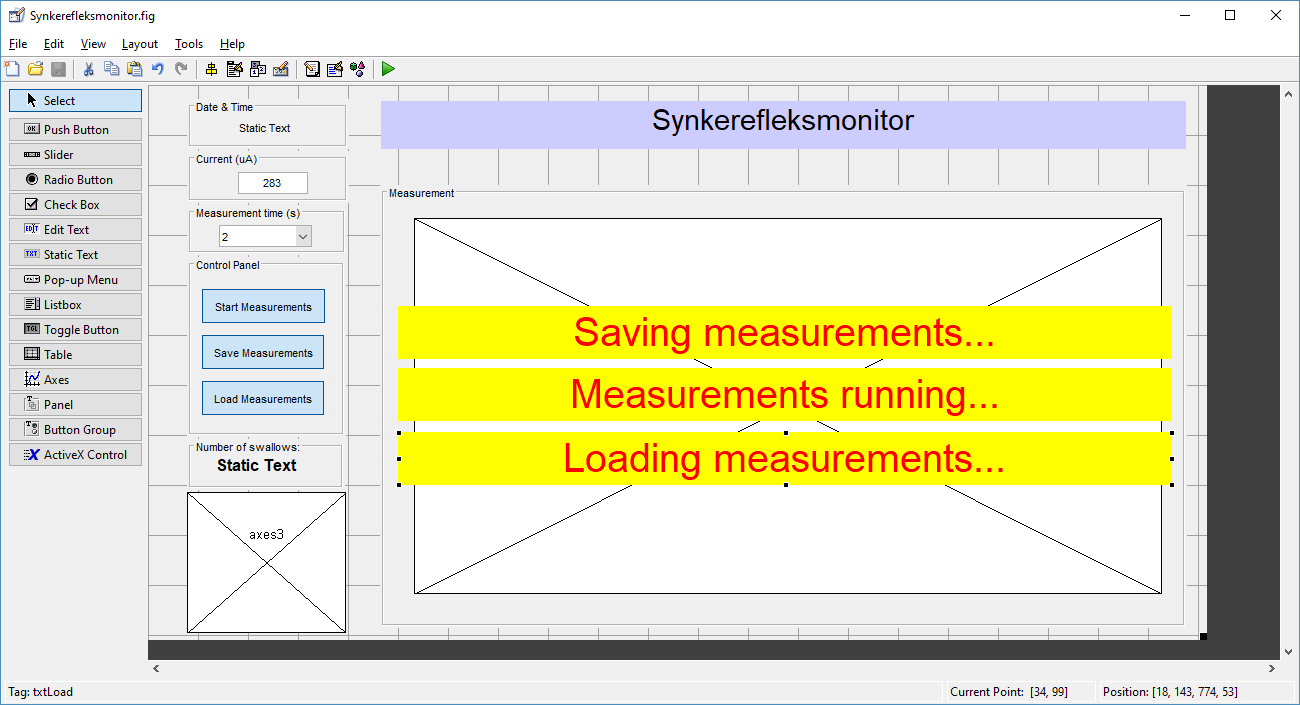 Synkerefleksmonitor.fig
File Edit View Layout Tools Help
Select
Push Button
Slider
Radio Button
Check Box
Edit Text
Static Text
Pop-up Menu
Listbox
Toggle Button
Table
Axes
Panel
Button Group
ActiveX Control
Date & Time
Static Text
Current (uA)
283
Measurement time (s)
2
Control Panel
Start Measurements
Save Measurements
Load Measurements
Number of swallows:
Static Text
axes3
Synkerefleksmonitor
Measurement
Saving measurements...
Measurements running...
Loading measurements...
Tag: txtLoad
Current Point: [34, 99]
Position: [18, 143, 774, 53]